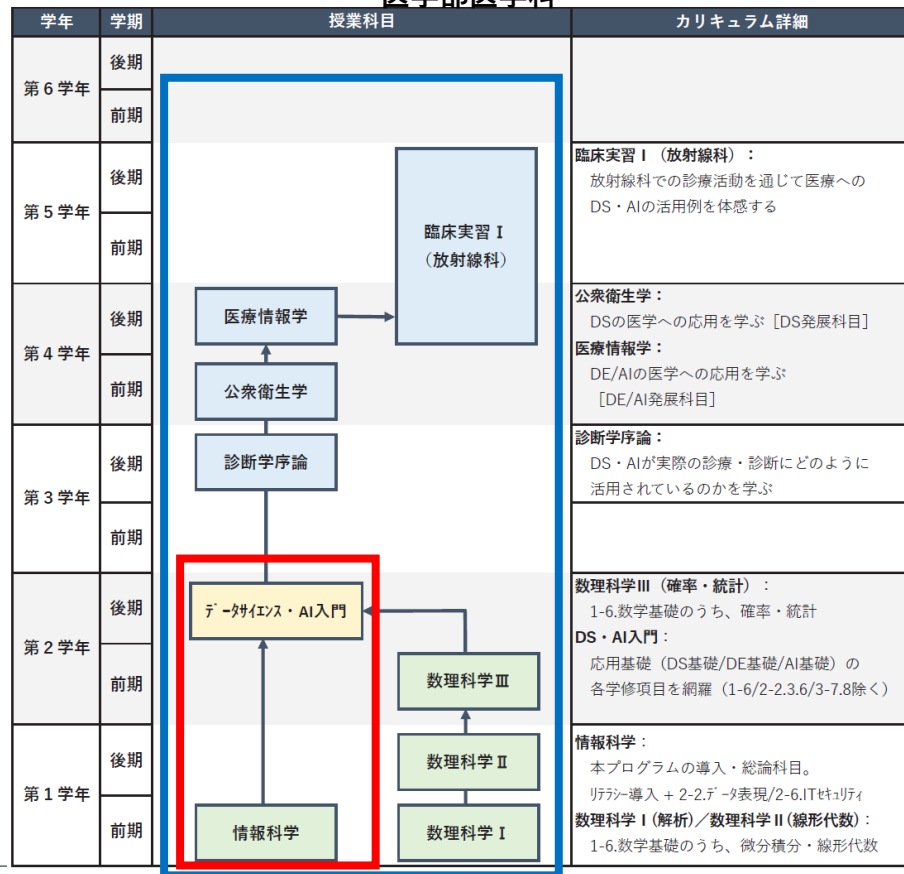 医学部医学科
学年 学期 授業科目 カリキュラム詳細
第6学年
後期
前期
第5学年
後期
前期
臨床実習Ⅰ
（放射線科）
臨床実習Ⅰ（放射線科）：
放射線科での診療活動を通じて医療への
DS・AIの活用例を体感する
第4学年
後期
前期
医療情報学
公衆衛生学
公衆衛生学：
DSの医学への応用を学ぶ［DS発展科目］
医療情報学：
DE/AIの医学への応用を学ぶ
［DE/AI発展科目］
第3学年
後期
前期
診断学序論
診断学序論：
DS・AIが実際の診療・診断にどのように
活用されているのかを学ぶ
第2学年
後期
前期
ﾃﾞｰﾀｻｲｴﾝｽ・AI入門
数理科学Ⅲ
数理科学Ⅲ（確率・統計）：
1-6.数学基礎のうち、確率・統計
DS・AI入門：
応用基礎（DS基礎/DE基礎/AI基礎）の
各学修項目を網羅（1-6/2-2.3.6/3-7.8除く）
第1学年
後期
前期
数理科学Ⅱ
情報科学
数理科学Ⅰ
情報科学：
本プログラムの導入・総論科目。
ﾘﾃﾗｼｰ導入 + 2-2.ﾃﾞｰﾀ表現/2-6.ITｾｷｭﾘﾃｨ
数理科学Ⅰ(解析)／数理科学Ⅱ(線形代数)：
1-6.数学基礎のうち、微分積分・線形代数